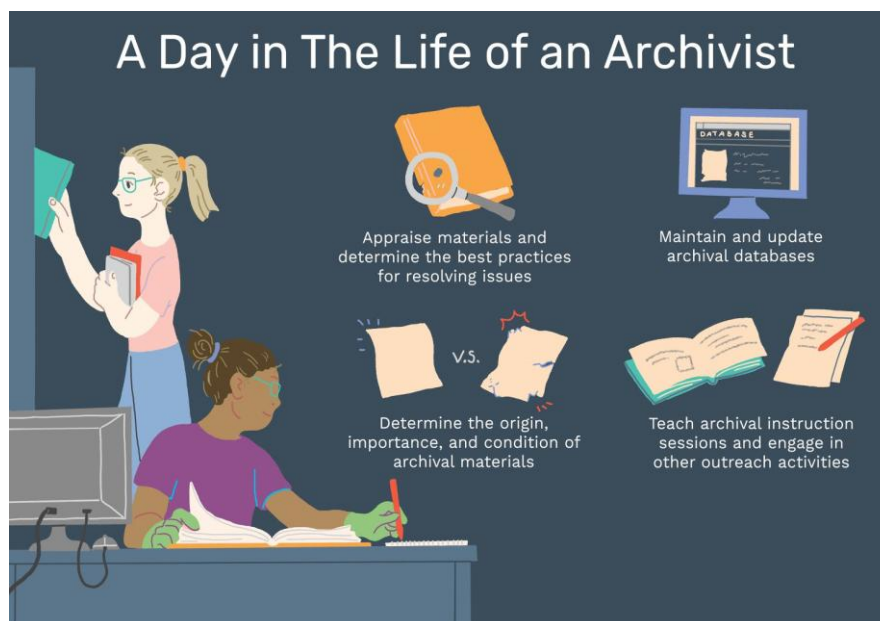 A Day in The Life of an Archivist
DATABASE
Appraise materials and
determine the best practices
for resolving issues
Maintain and update
archival databases
V.S.
Determine the origin,
importance, and condition of
archival materials
Teach archival instruction
sessions and engage in
other outreach activities